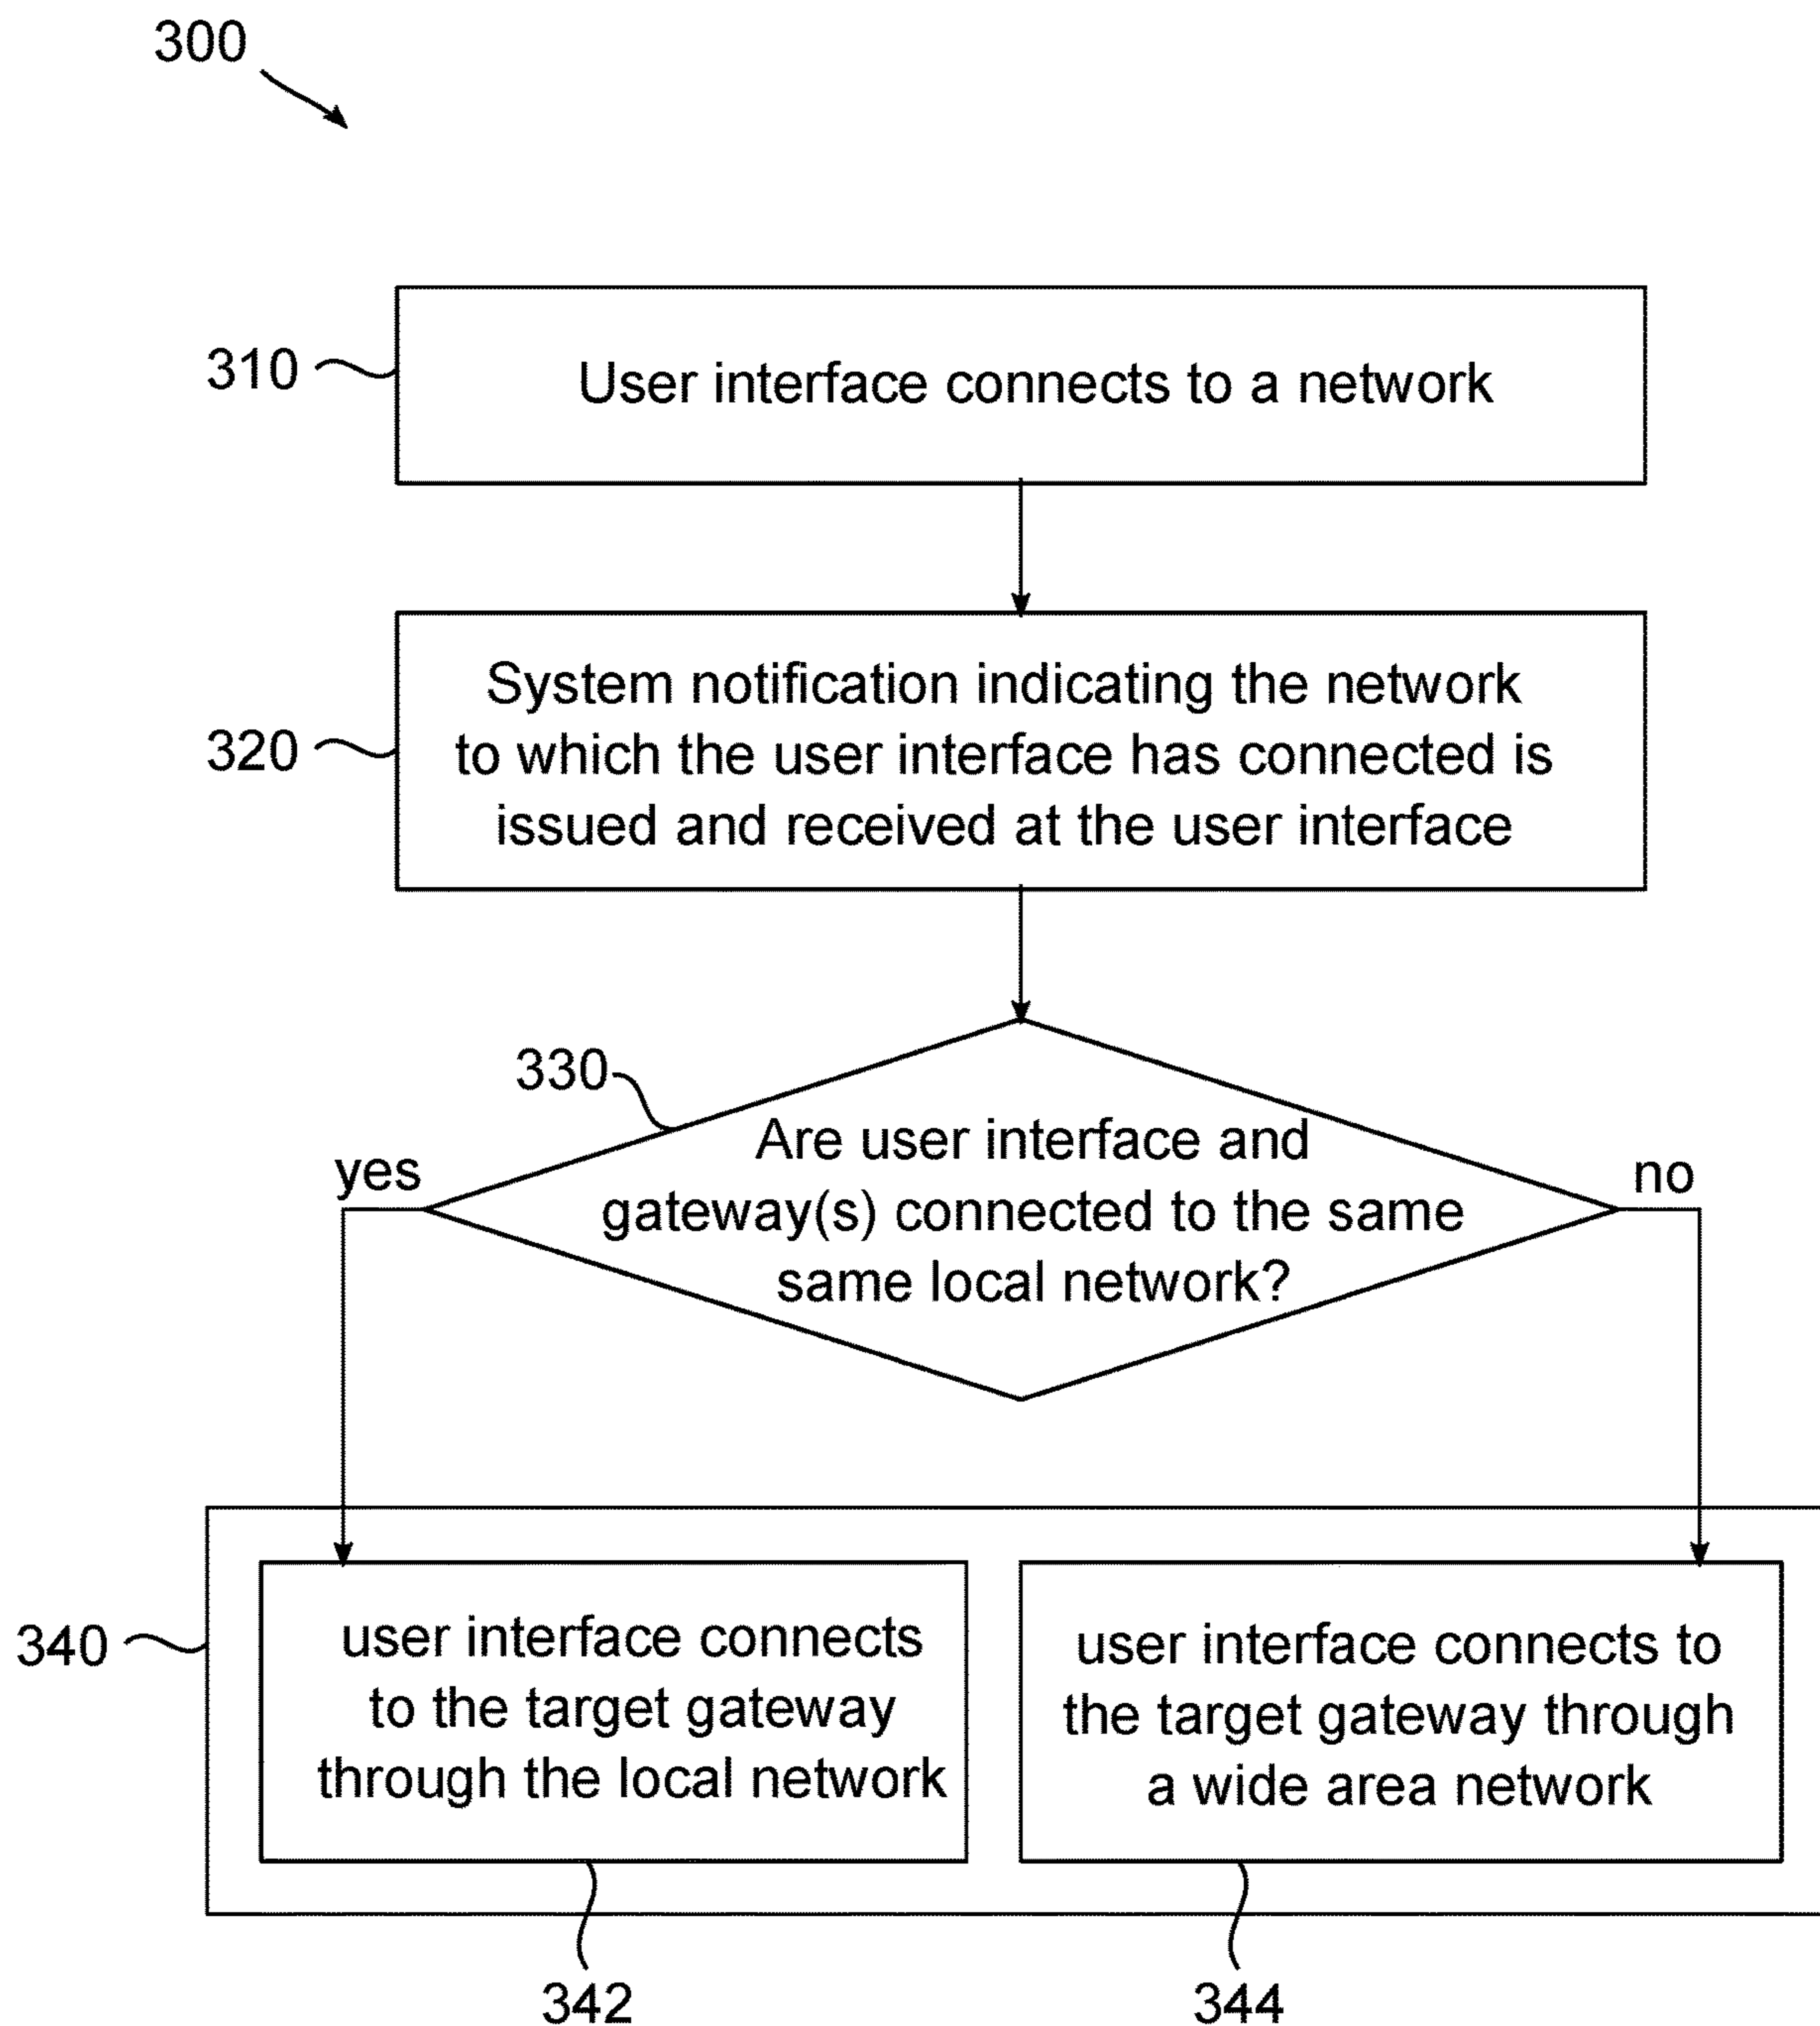 300
310
User interface connects to a network
320
System notification indicating the network
to which the user interface has connected is
issued and received at the user interface
330
Are user interface and
gateway(s) connected to the same
same local network?
yes
no
340
user interface connects
to the target gateway
through the local network
user interface connects to
the target gateway through
a wide area network
342
344